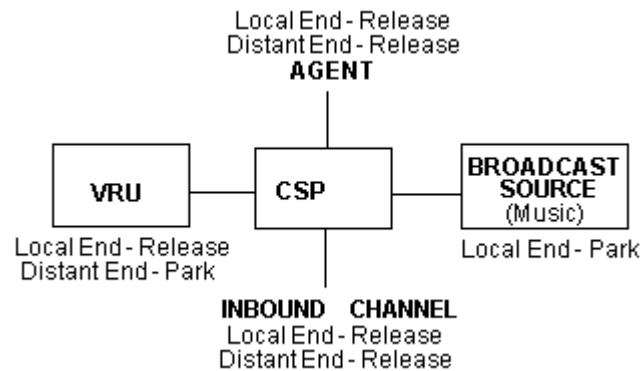 Local End - Release
Distant End - Release
AGENT
VRU
CSP
BROADCAST
SOURCE
(Music)
Local End - Release
Distant End - Park
Local End - Park
INBOUND CHANNEL
Local End - Release
Distant End - Release